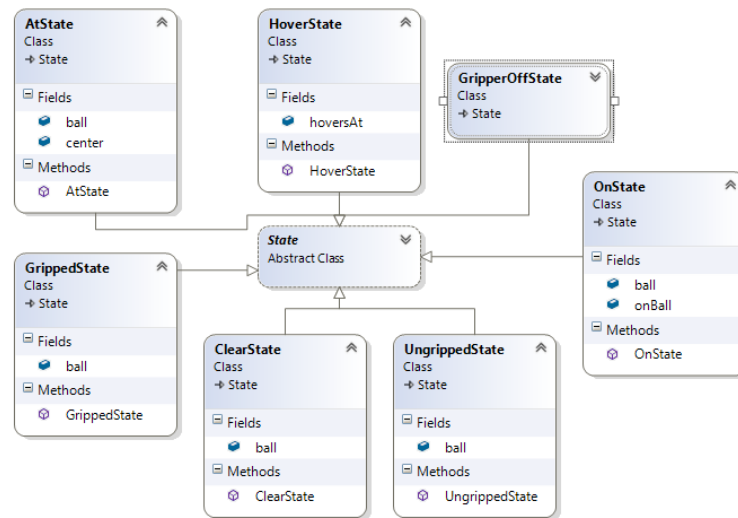 AtState
Class
State
Fields
ball
center
Methods
AtState
HoverState
Class
State
Fields
hoversAt
Methods
HoverState
GripperOffState
Class
State
OnState
Class
State
Fields
ball
onBall
Methods
OnState
State
Abstract Class
GrippedState
Class
State
Fields
ball
Methods
GrippedState
ClearState
Class
State
Fields
ball
Methods
ClearState
UngrippedState
Class
State
Fields
ball
Methods
UngrippedState